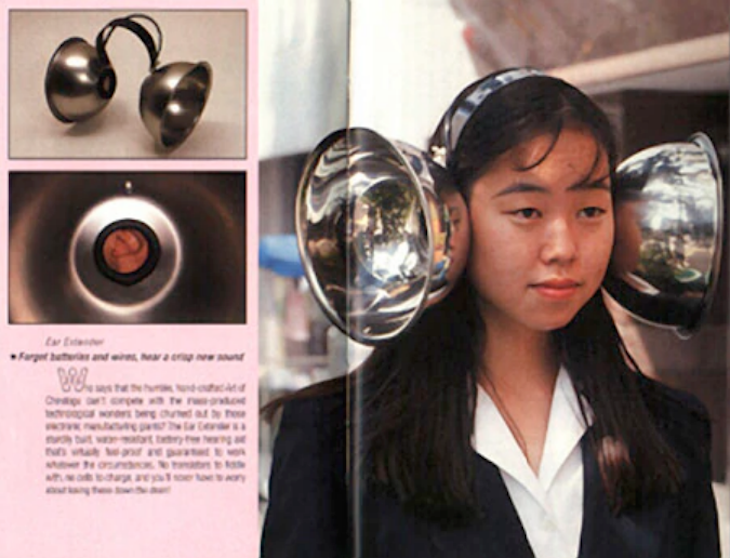 Ear Extender
★ Forget batteries and wires, hear a crisp new sound
Who says that the humble, hand-crafted Art of
Chindogu can't compete with the mass-produced
technological wonders being churned out by those
electronic manufacturing giants? The Ear Extender is a
sturdily built, water-resistant, battery-free hearing aid
that's virtually fool-proof and guaranteed to work
whatever the circumstances. No transistors to fiddle
with, no cells to charge, and you'll never have to worry
about losing these down the drain!